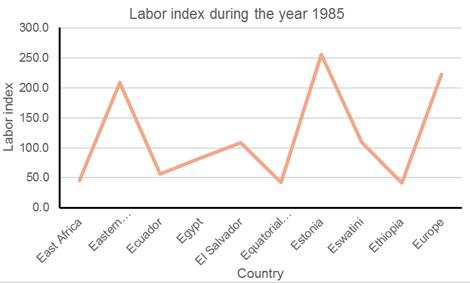 Labor index during the year 1985
300.0
250.0
200.0
150.0
100.0
50.0
0.0
Labor index
East Africa
Eastern...
Ecuador
Egypt
El Salvador
Equatorial...
Estonia
Eswatini
Ethiopia
Europe
Country